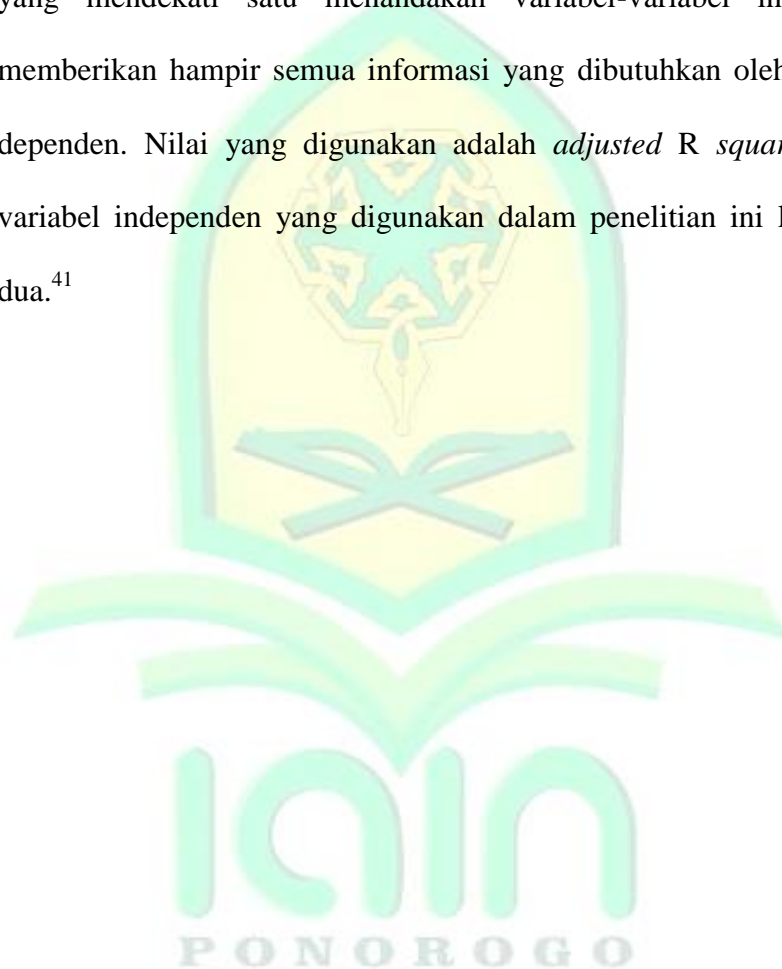 yang mendekati satu menandakan variabel-variabel in
memberikan hampir semua informasi yang dibutuhkan oleh
dependen. Nilai yang digunakan adalah adjusted R squar
variabel independen yang digunakan dalam penelitian ini l
dua.41
iain
PONOROGO